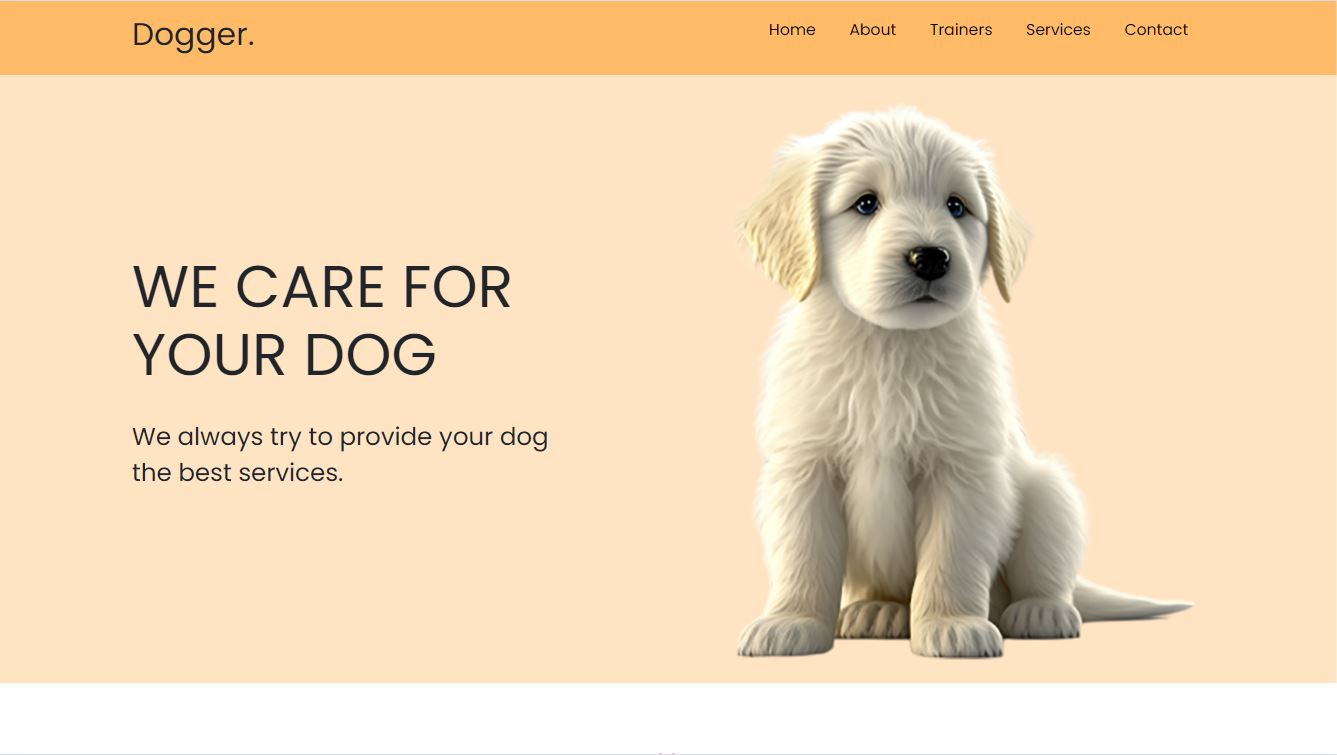 Dogger.
Home About Trainers Services Contact
WE CARE FOR
YOUR DOG
We always try to provide your dog
the best services.